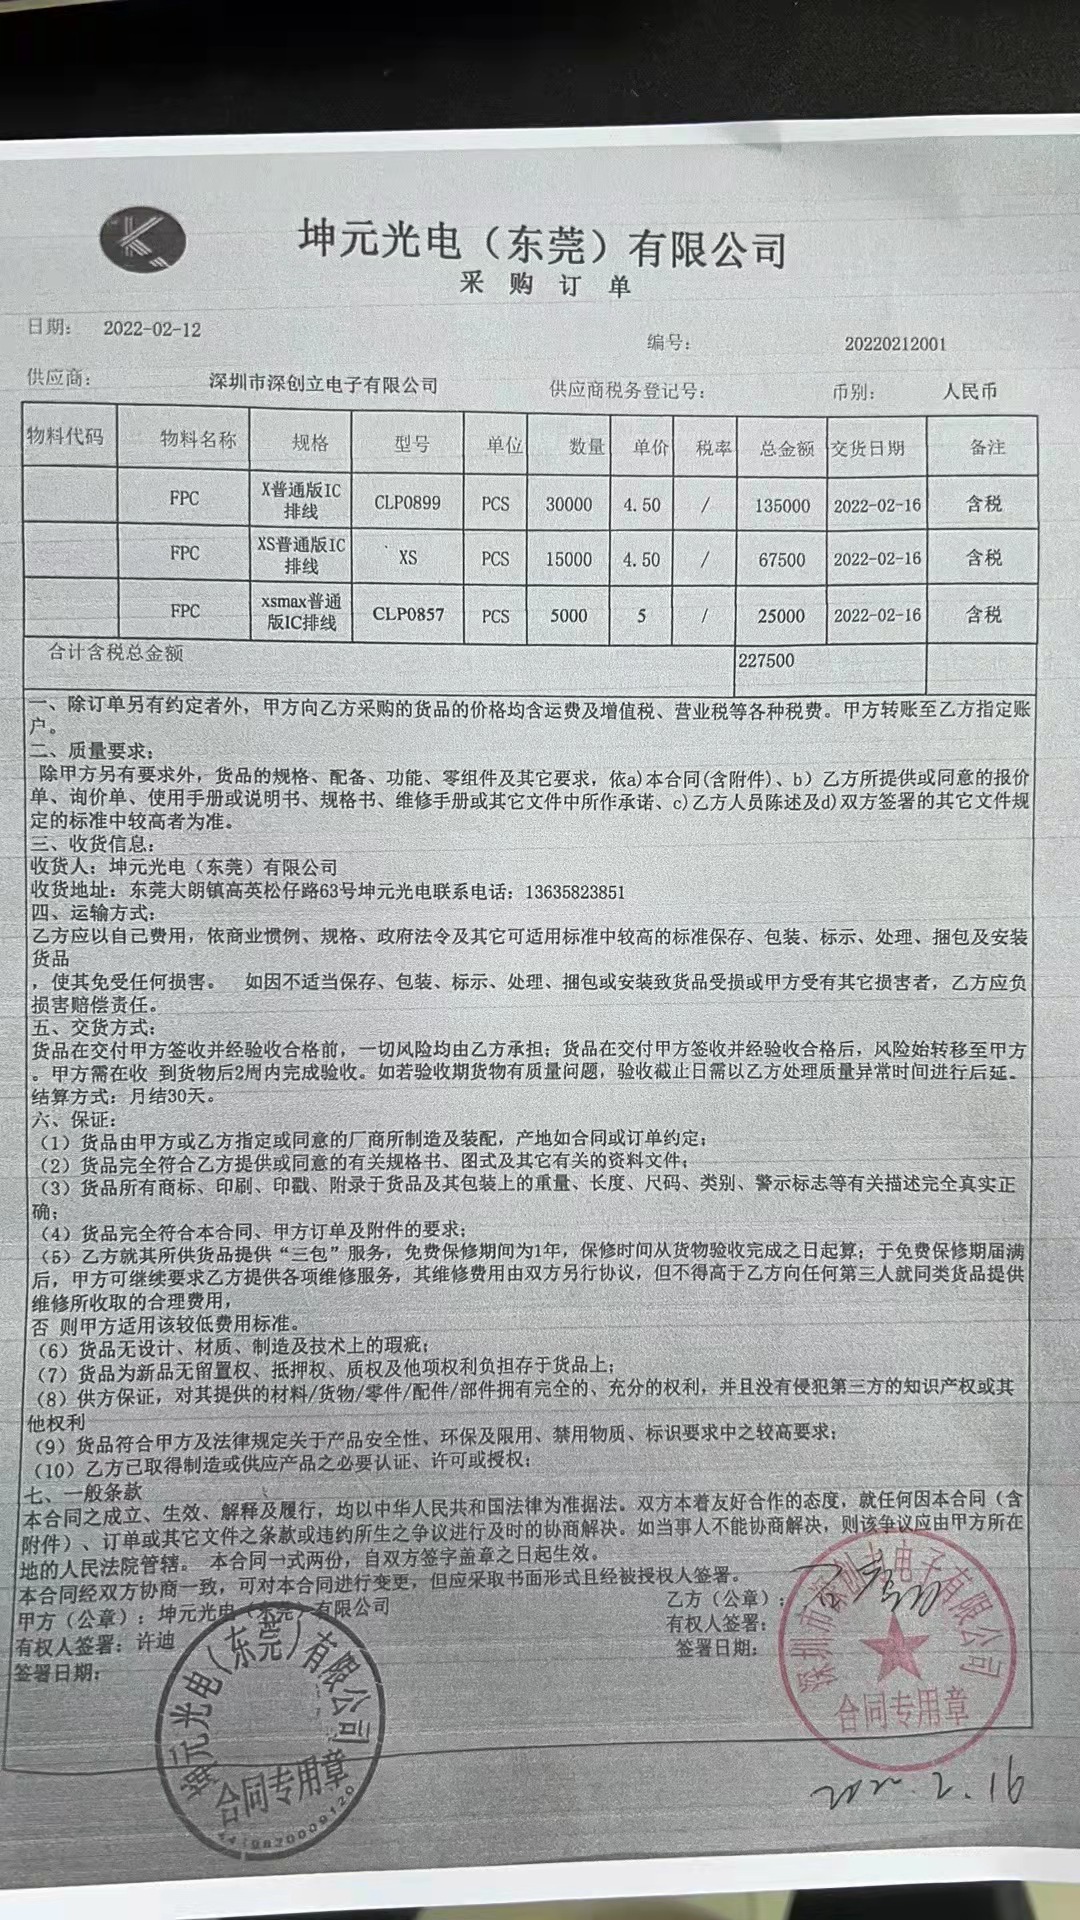 坤元光电（东莞）有限公司
采购订单
日期： 2022-02-12
编号： 20220212001
供应商： 深圳市深创立电子有限公司 供应商税务登记号： 币别： 人民币
物料代码 物料名称 规格 型号 单位 数量 单价 税率 总金额 交货日期 备注
FPC X普通版IC排线 CLP0899 PCS 30000 4.50 / 135000 2022-02-16 含税
FPC XS普通版IC排线 XS PCS 15000 4.50 / 67500 2022-02-16 含税
FPC xsmax普通版IC排线 CLP0857 PCS 5000 5 / 25000 2022-02-16 含税
合计含税总金额 227500
一、除订单另有约定者外，甲方向乙方采购的货品的价格均含运费及增值税、营业税等各种税费。甲方转账至乙方指定账
户。
二、质量要求：
除甲方另有要求外，货品的规格、配备、功能、零组件及其它要求，依a)本合同(含附件)、b）乙方所提供或同意的报价
单、询价单、使用手册或说明书、规格书、维修手册或其它文件中所作承诺、c)乙方人员陈述及d)双方签署的其它文件规
定的标准中较高者为准。
三、收货信息：
收货人：坤元光电（东莞）有限公司
收货地址：东莞大朗镇高英松仔路63号坤元光电联系电话：13635823851
四、运输方式：
乙方应以自己费用，依商业惯例、规格、政府法令及其它可适用标准中较高的标准保存、包装、标示、处理、捆包及安装
货品
，使其免受任何损害。 如因不适当保存、包装、标示、处理、捆包或安装致货品受损或甲方受有其它损害者，乙方应负
损害赔偿责任。
五、交货方式：
货品在交付甲方签收并经验收合格前，一切风险均由乙方承担；货品在交付甲方签收并经验收合格后，风险始转移至甲方
。甲方需在收 到货物后2周内完成验收。如若验收期货物有质量问题，验收截止日需以乙方处理质量异常时间进行后延。
结算方式：月结30天。
六、保证：
（1）货品由甲方或乙方指定或同意的厂商所制造及装配，产地如合同或订单约定；
（2）货品完全符合乙方提供或同意的有关规格书、图式及其它有关的资料文件；
（3）货品所有商标、印刷、印戳、附录于货品及其包装上的重量、长度、尺码、类别、警示标志等有关描述完全真实正
确；
（4）货品完全符合本合同、甲方订单及附件的要求；
（5）乙方就其所供货品提供“三包”服务，免费保修期间为1年，保修时间从货物验收完成之日起算；于免费保修期届满
后，甲方可继续要求乙方提供各项维修服务，其维修费用由双方另行协议，但不得高于乙方向任何第三人就同类货品提供
维修所收取的合理费用，
否 则甲方适用该较低费用标准。
（6）货品无设计、材质、制造及技术上的瑕疵；
（7）货品为新品无留置权、抵押权、质权及他项权利负担存于货品上；
（8）供方保证，对其提供的材料/货物/零件/配件/部件拥有完全的、充分的权利，并且没有侵犯第三方的知识产权或其
他权利
（9）货品符合甲方及法律规定关于产品安全性、环保及限用、禁用物质、标识要求中之较高要求；
（10）乙方已取得制造或供应产品之必要认证、许可或授权；
七、一般条款
本合同之成立、生效、解释及履行，均以中华人民共和国法律为准据法。双方本着友好合作的态度，就任何因本合同（含
附件）、订单或其它文件之条款或违约所生之争议进行及时的协商解决。如当事人不能协商解决，则该争议应由甲方所在
地的人民法院管辖。 本合同一式两份，自双方签字盖章之日起生效。
本合同经双方协商一致，可对本合同进行变更，但应采取书面形式且经被授权人签署。
甲方（公章）：坤元光电（东莞）有限公司 乙方（公章）：
有权人签署：许迪 有权人签署：
签署日期： 签署日期：
坤元光电（东莞）有限公司
合同专用章
深圳市深创立电子有限公司
合同专用章
2022.2.16